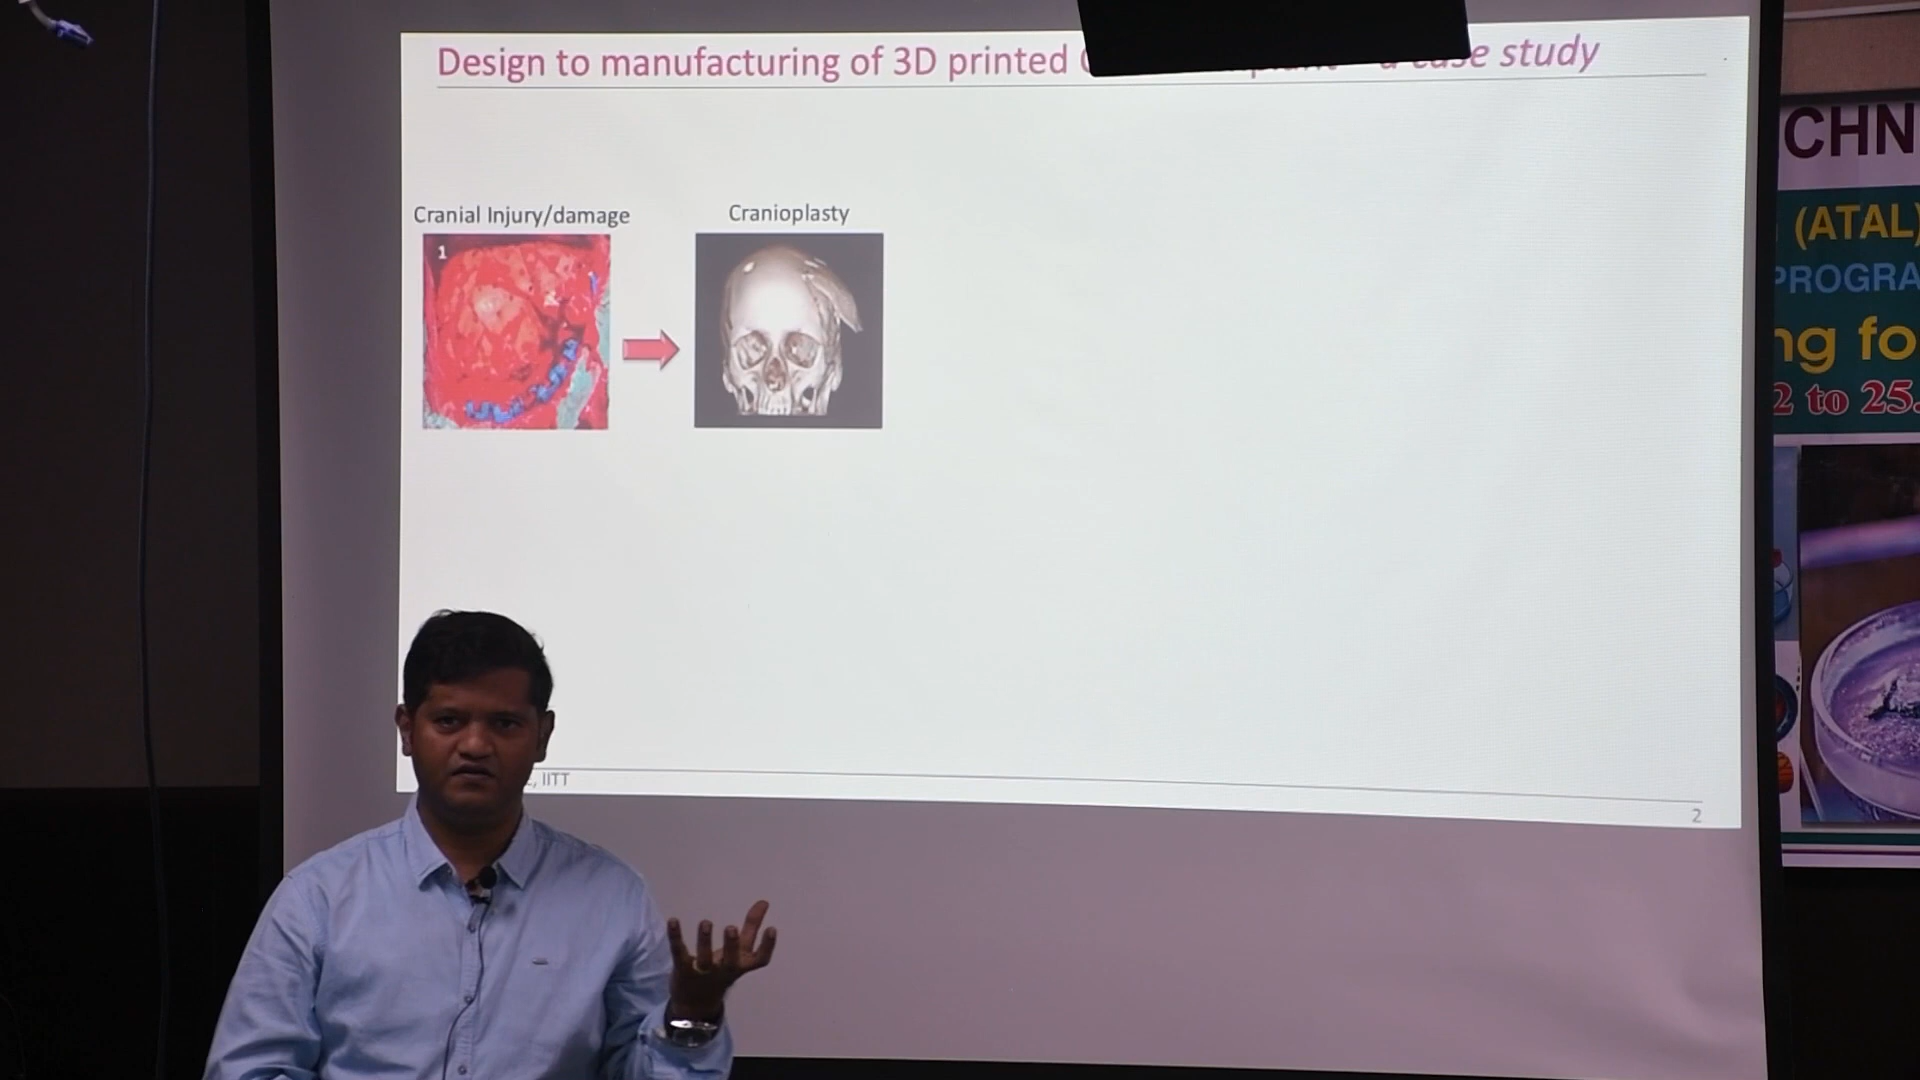 Design to manufacturing of 3D printed a case study
Cranial Injury/damage
Cranioplasty
1
, IITT
2
CHN
(ATAL)
PROGRA
ng fo
2 to 25.